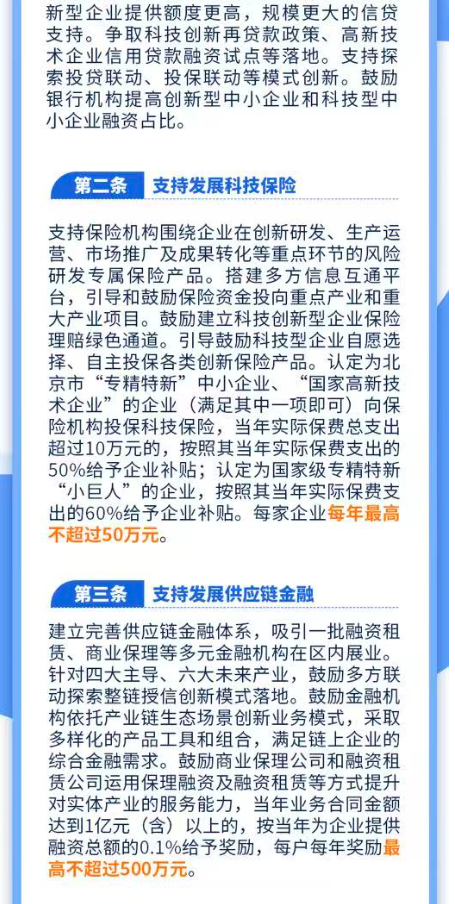 新型企业提供额度更高，规模更大的信贷
支持。争取科技创新再贷款政策、高新技
术企业信用贷款融资试点等落地。支持探
索投贷联动、投保联动等模式创新。鼓励
银行机构提高创新型中小企业和科技型中
小企业融资占比。
第二条 支持发展科技保险
支持保险机构围绕企业在创新研发、生产运
营、市场推广及成果转化等重点环节的风险
研发专属保险产品。搭建多方信息互通平
台，引导和鼓励保险资金投向重点产业和重
大产业项目。鼓励建立科技创新型企业保险
理赔绿色通道。引导鼓励科技型企业自愿选
择、自主投保各类创新保险产品。认定为北
京市“专精特新”中小企业、“国家高新技
术企业”的企业（满足其中一项即可）向保
险机构投保科技保险，当年实际保费总支出
超过10万元的，按照其当年实际保费支出的
50%给予企业补贴；认定为国家级专精特新
“小巨人”的企业，按照其当年实际保费支
出的60%给予企业补贴。每家企业每年最高
不超过50万元。
第三条 支持发展供应链金融
建立完善供应链金融体系，吸引一批融资租
赁、商业保理等多元金融机构在区内展业。
针对四大主导、六大未来产业，鼓励多方联
动探索整链授信创新模式落地。鼓励金融机
构依托产业链生态场景创新业务模式，采取
多样化的产品工具和组合，满足链上企业的
综合金融需求。鼓励商业保理公司和融资租
赁公司运用保理融资及融资租赁等方式提升
对实体产业的服务能力，当年业务合同金额
达到1亿元（含）以上的，按当年为企业提供
融资总额的0.1%给予奖励，每户每年奖励最
高不超过500万元。